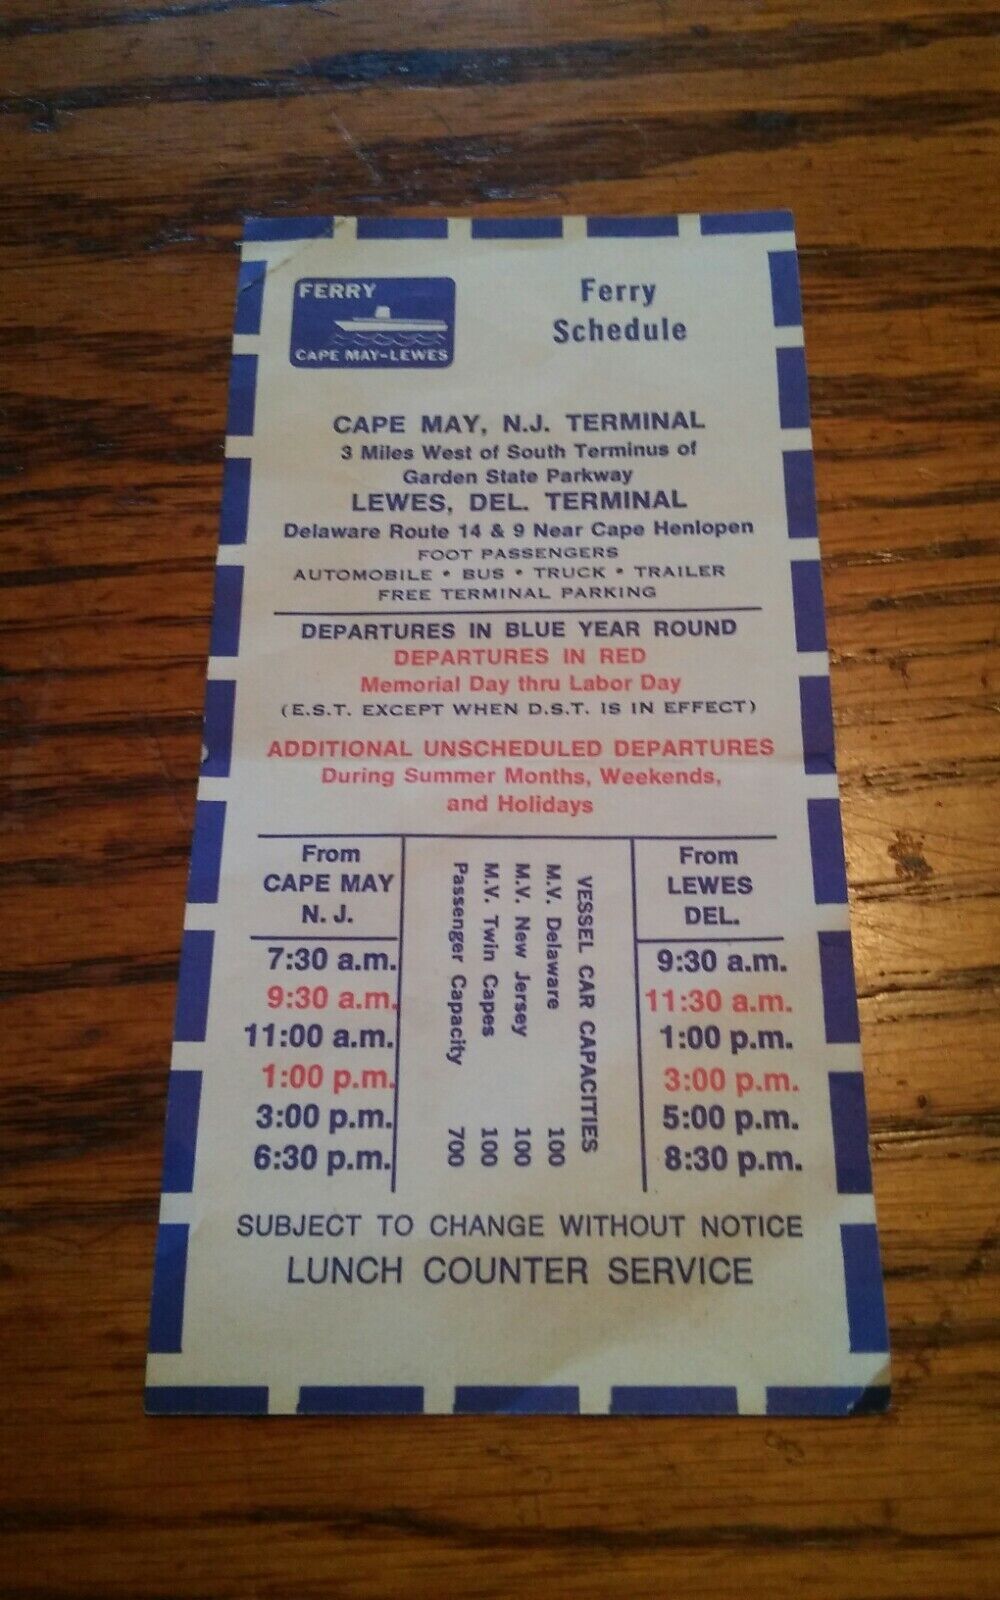 FERRY
CAPE MAY-LEWES
Ferry
Schedule
CAPE MAY, N.J. TERMINAL
3 Miles West of South Terminus of
Garden State Parkway
LEWES, DEL. TERMINAL
Delaware Route 14 & 9 Near Cape Henlopen
FOOT PASSENGERS
AUTOMOBILE • BUS • TRUCK • TRAILER
FREE TERMINAL PARKING
DEPARTURES IN BLUE YEAR ROUND
DEPARTURES IN RED
Memorial Day thru Labor Day
(E.S.T. EXCEPT WHEN D.S.T. IS IN EFFECT)
ADDITIONAL UNSCHEDULED DEPARTURES
During Summer Months, Weekends,
and Holidays
From
CAPE MAY
N. J.
7:30 a.m.
9:30 a.m.
11:00 a.m.
1:00 p.m.
3:00 p.m.
6:30 p.m.
VESSEL CAR CAPACITIES
M.V. Delaware 100
M.V. New Jersey 100
M.V. Twin Capes 100
Passenger Capacity 700
From
LEWES
DEL.
9:30 a.m.
11:30 a.m.
1:00 p.m.
3:00 p.m.
5:00 p.m.
8:30 p.m.
SUBJECT TO CHANGE WITHOUT NOTICE
LUNCH COUNTER SERVICE